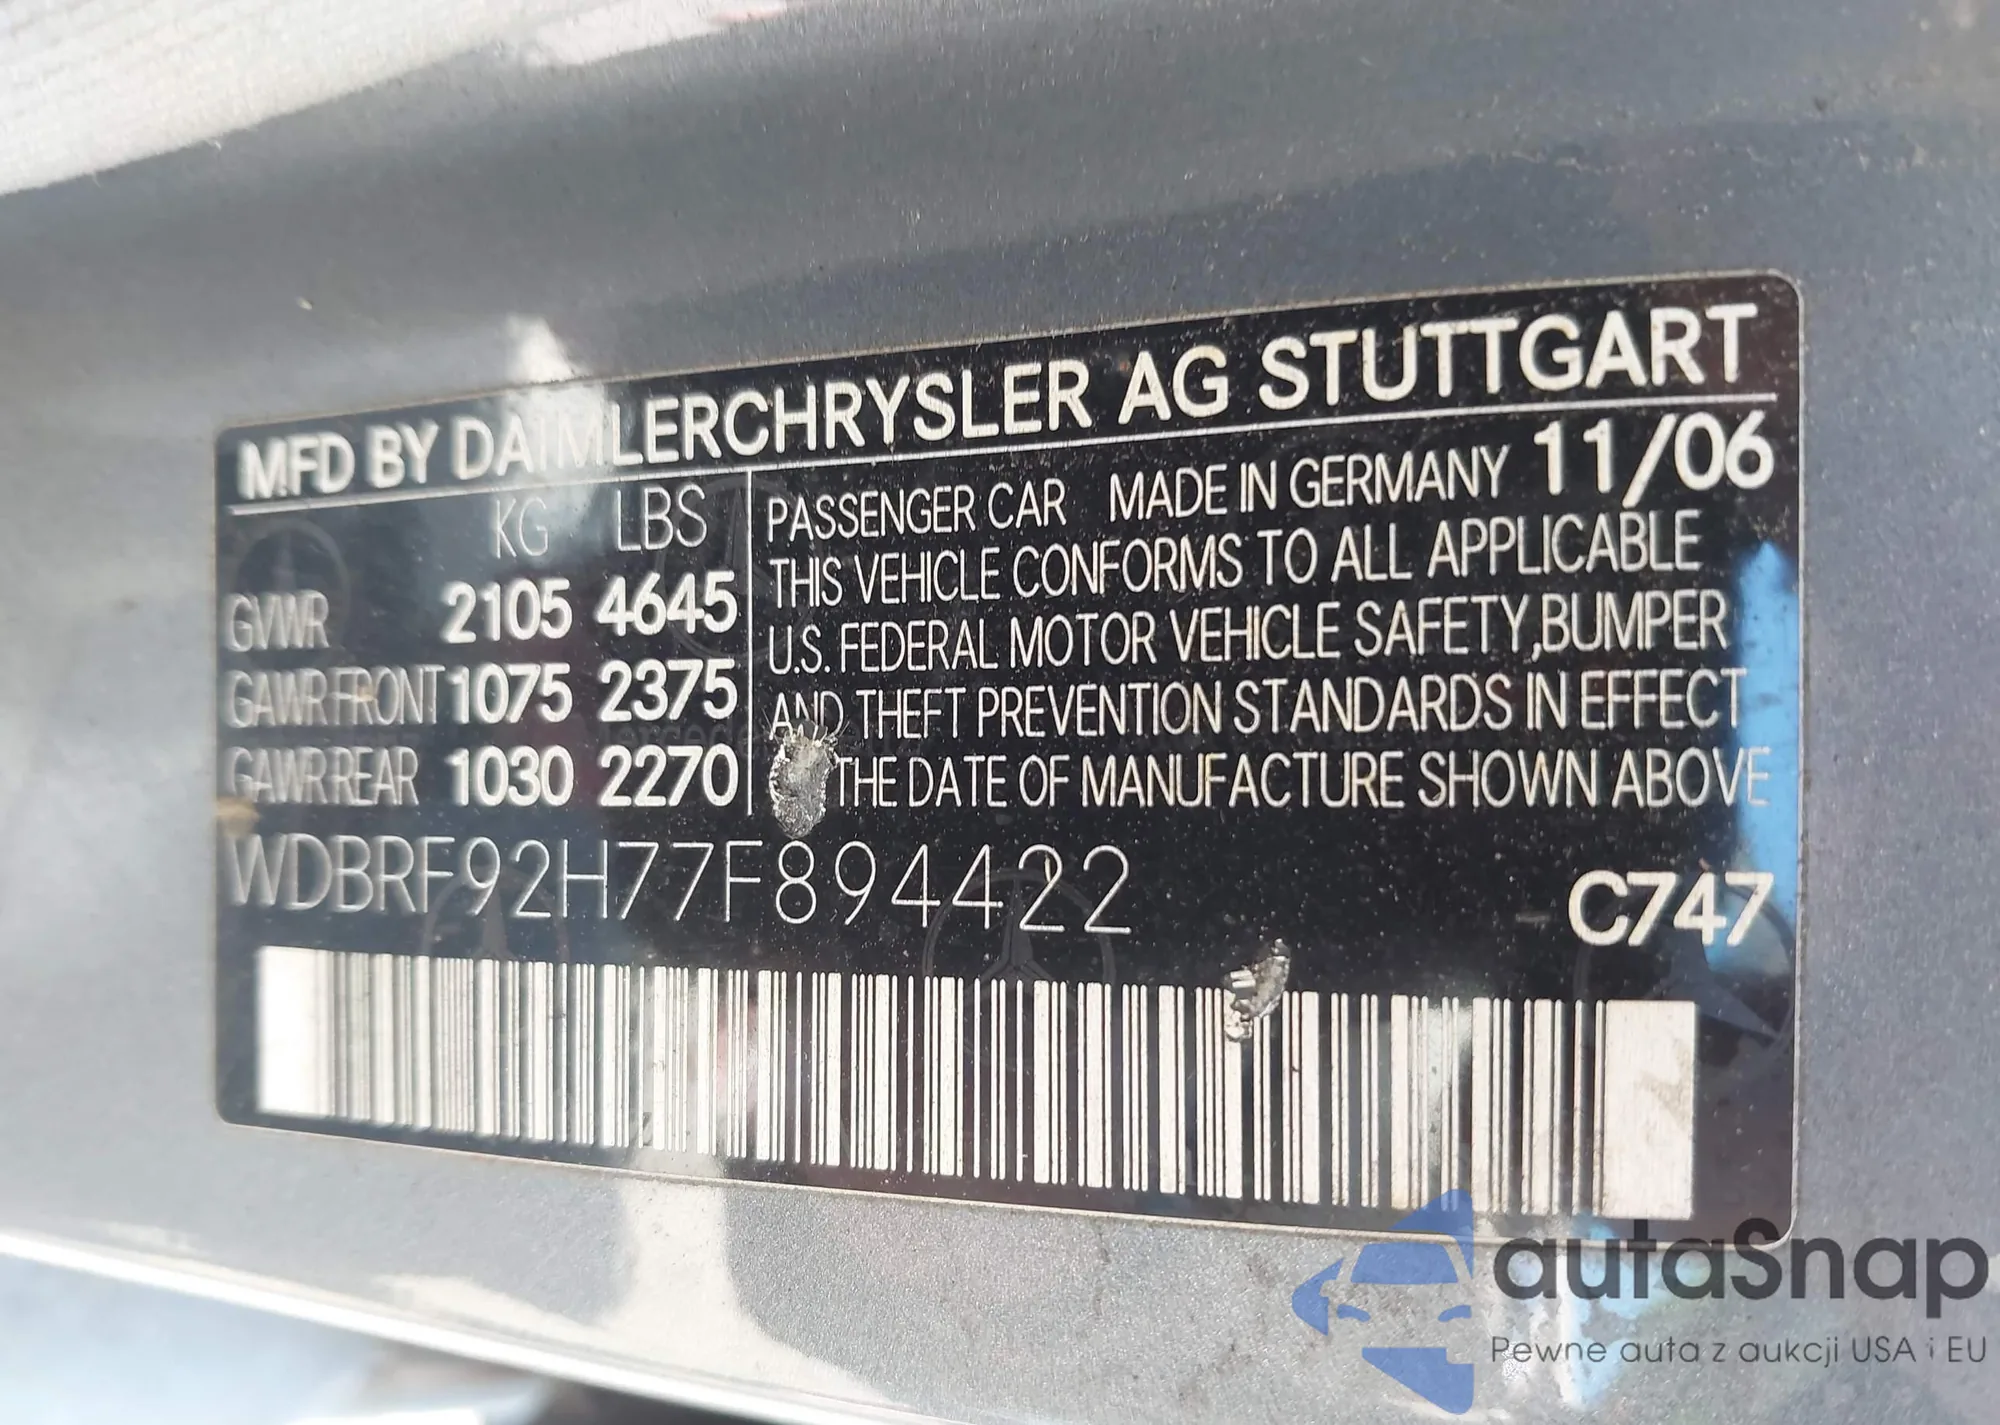 MFD BY DAIMLERCHRYSLER AG STUTTGART
KG LBS
GVWR 2105 4645
GAWR FRONT 1075 2375
GAWR REAR 1030 2270
PASSENGER CAR MADE IN GERMANY 11/06
THIS VEHICLE CONFORMS TO ALL APPLICABLE
U.S. FEDERAL MOTOR VEHICLE SAFETY,BUMPER
AND THEFT PREVENTION STANDARDS IN EFFECT
THE DATE OF MANUFACTURE SHOWN ABOVE
WDBRF92H77F894422
C747
autaSnap
Pewne auta z aukcji USA i EU